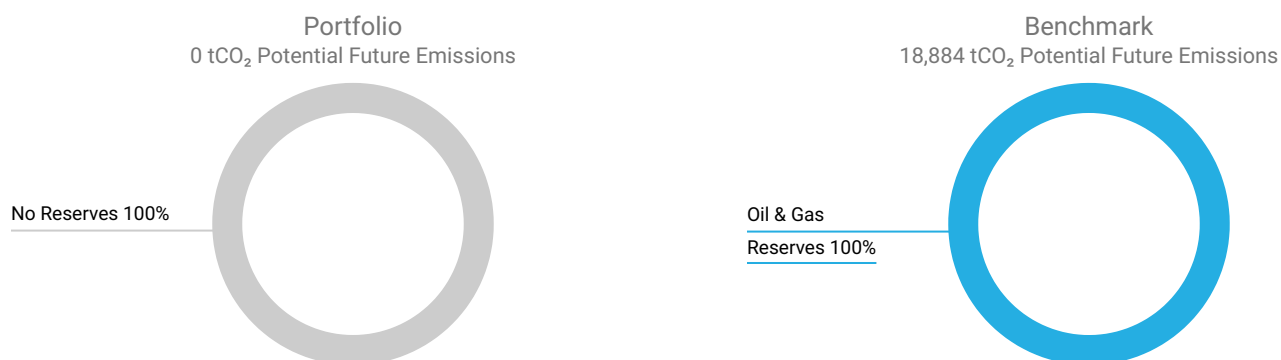 Portfolio
0 tCO₂ Potential Future Emissions
No Reserves 100%
Benchmark
18,884 tCO₂ Potential Future Emissions
Oil & Gas
Reserves 100%